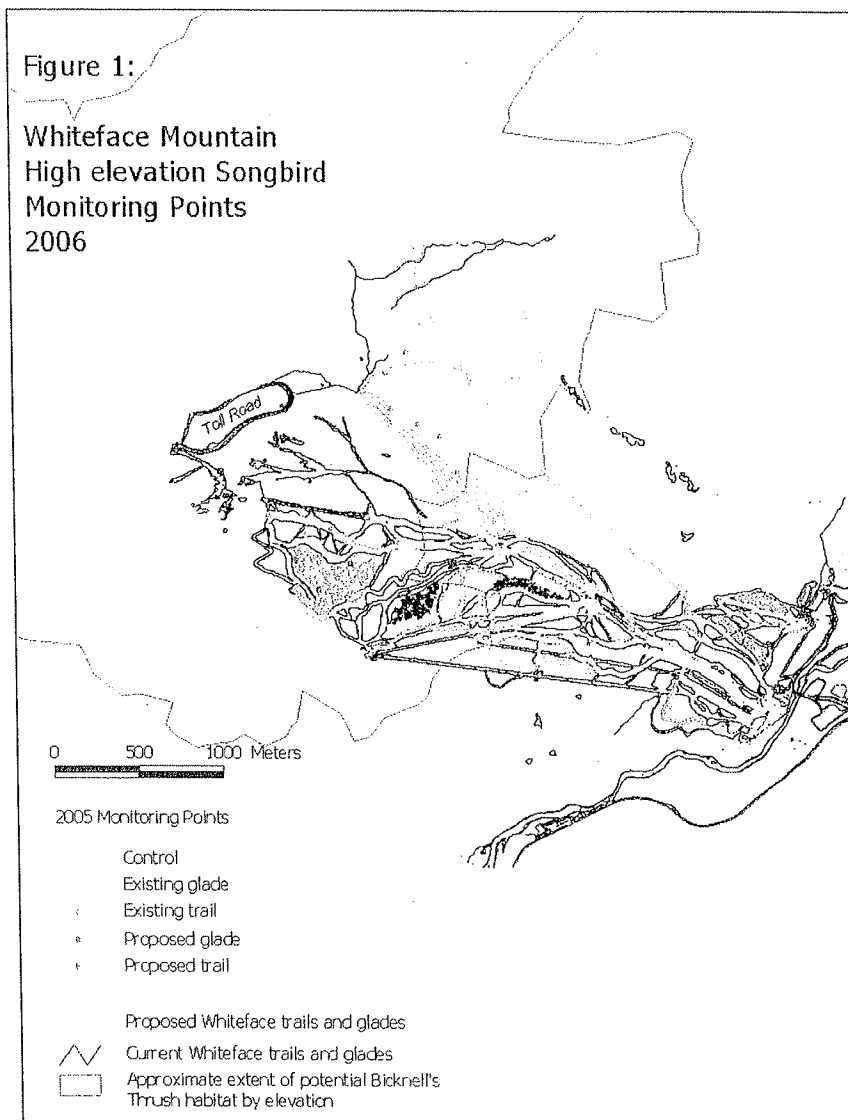 Figure 1:
Whiteface Mountain
High elevation Songbird
Monitoring Points
2006
Toll Road
0 500 1000 Meters
2005 Monitoring Points
Control
Existing glade
Existing trail
Proposed glade
Proposed trail
Proposed Whiteface trails and glades
Current Whiteface trails and glades
Approximate extent of potential Bicknell's
Thrush habitat by elevation